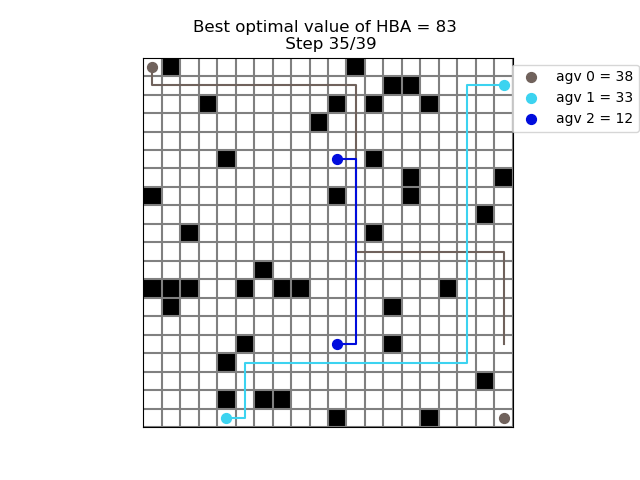 Best optimal value of HBA = 83
Step 35/39
agv 0 = 38
agv 1 = 33
agv 2 = 12